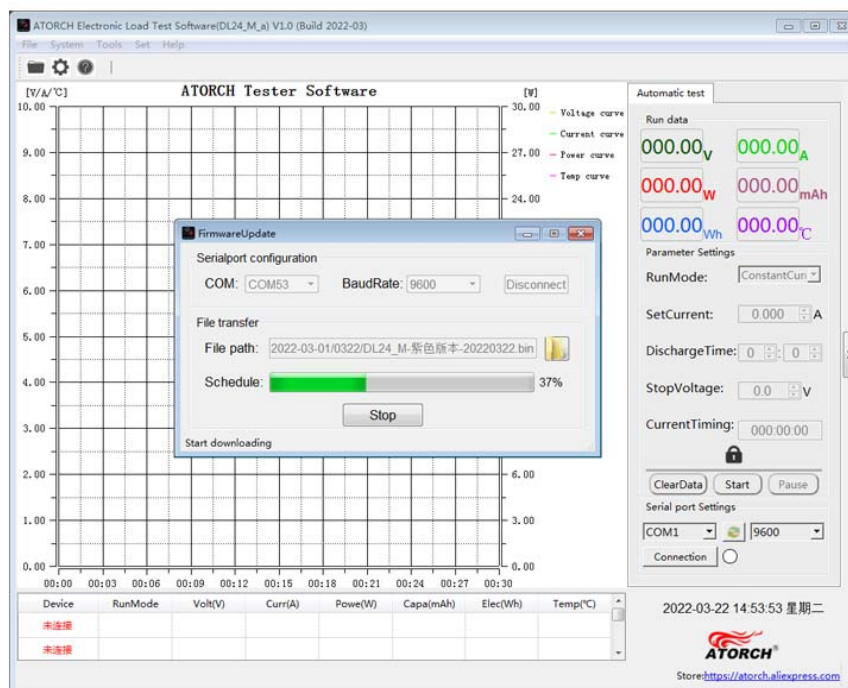 ATORCH Electronic Load Test Software(DL24_M_a) V1.0 (Build 2022-03)
File System Tools Set Help
[V/A/℃] ATORCH Tester Software [W]
10.00 30.00
Voltage curve
Current curve
9.00 27.00
Power curve
Temp curve
8.00 24.00
7.00
6.00
5.00
4.00
3.00
2.00 6.00
1.00 3.00
0.00 0.00
00:00 00:03 00:06 00:09 00:12 00:15 00:18 00:21 00:24 00:27 00:30
FirmwareUpdate
Serialport configuration
COM: COM53 BaudRate: 9600 Disconnect
File transfer
File path: 2022-03-01/0322/DL24_M-紫色版本-20220322.bin
Schedule: 37%
Stop
Start downloading
Automatic test
Run data
000.00V 000.00A
000.00W 000.00mAh
000.00Wh 000.00℃
Parameter Settings
RunMode: ConstantCurr
SetCurrent: 0.000 A
DischargeTime: 0 : 0
StopVoltage: 0.0 V
CurrentTiming: 000:00:00
ClearData Start Pause
Serial port Settings
COM1 9600
Connection
Device RunMode Volt(V) Curr(A) Powe(W) Capa(mAh) Elec(Wh) Temp(℃)
未连接
未连接
2022-03-22 14:53:53 星期二
ATORCH®
Store:https://atorch.aliexpress.com